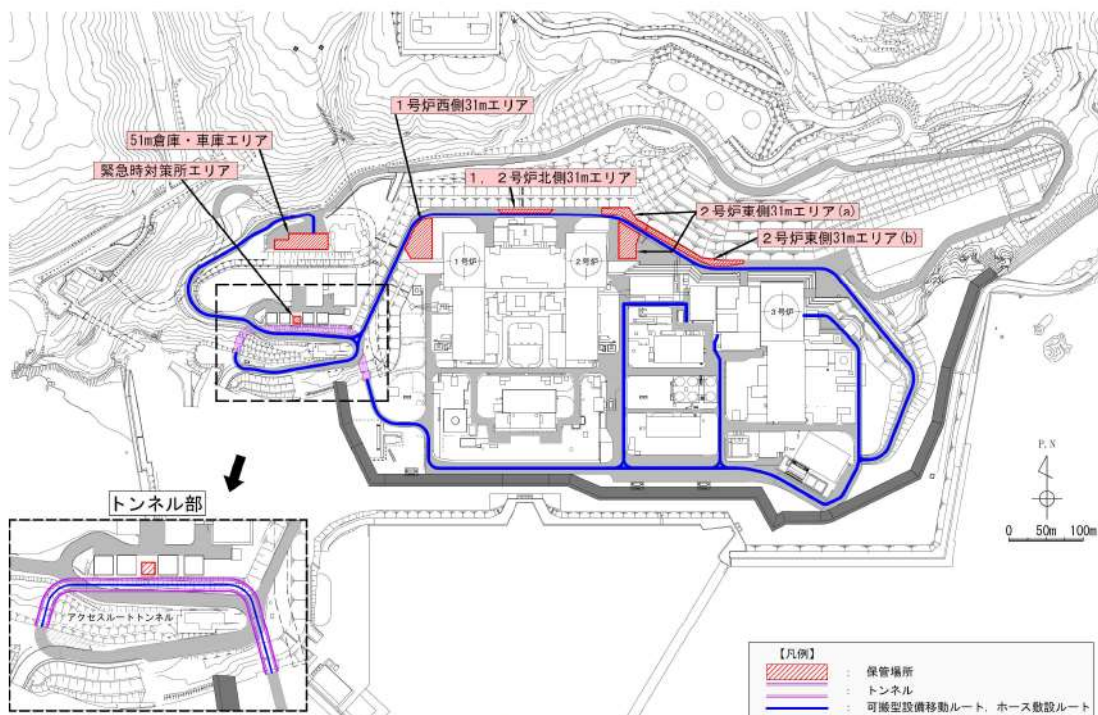 １号炉西側31mエリア
51m倉庫・車庫エリア
緊急時対策所エリア
１，２号炉北側31mエリア
２号炉東側31mエリア(a)
２号炉東側31mエリア(b)
１号炉
２号炉
３号炉
P.N
0 50m 100m
トンネル部
アクセスルートトンネル
【凡例】
： 保管場所
： トンネル
： 可搬型設備移動ルート，ホース敷設ルート